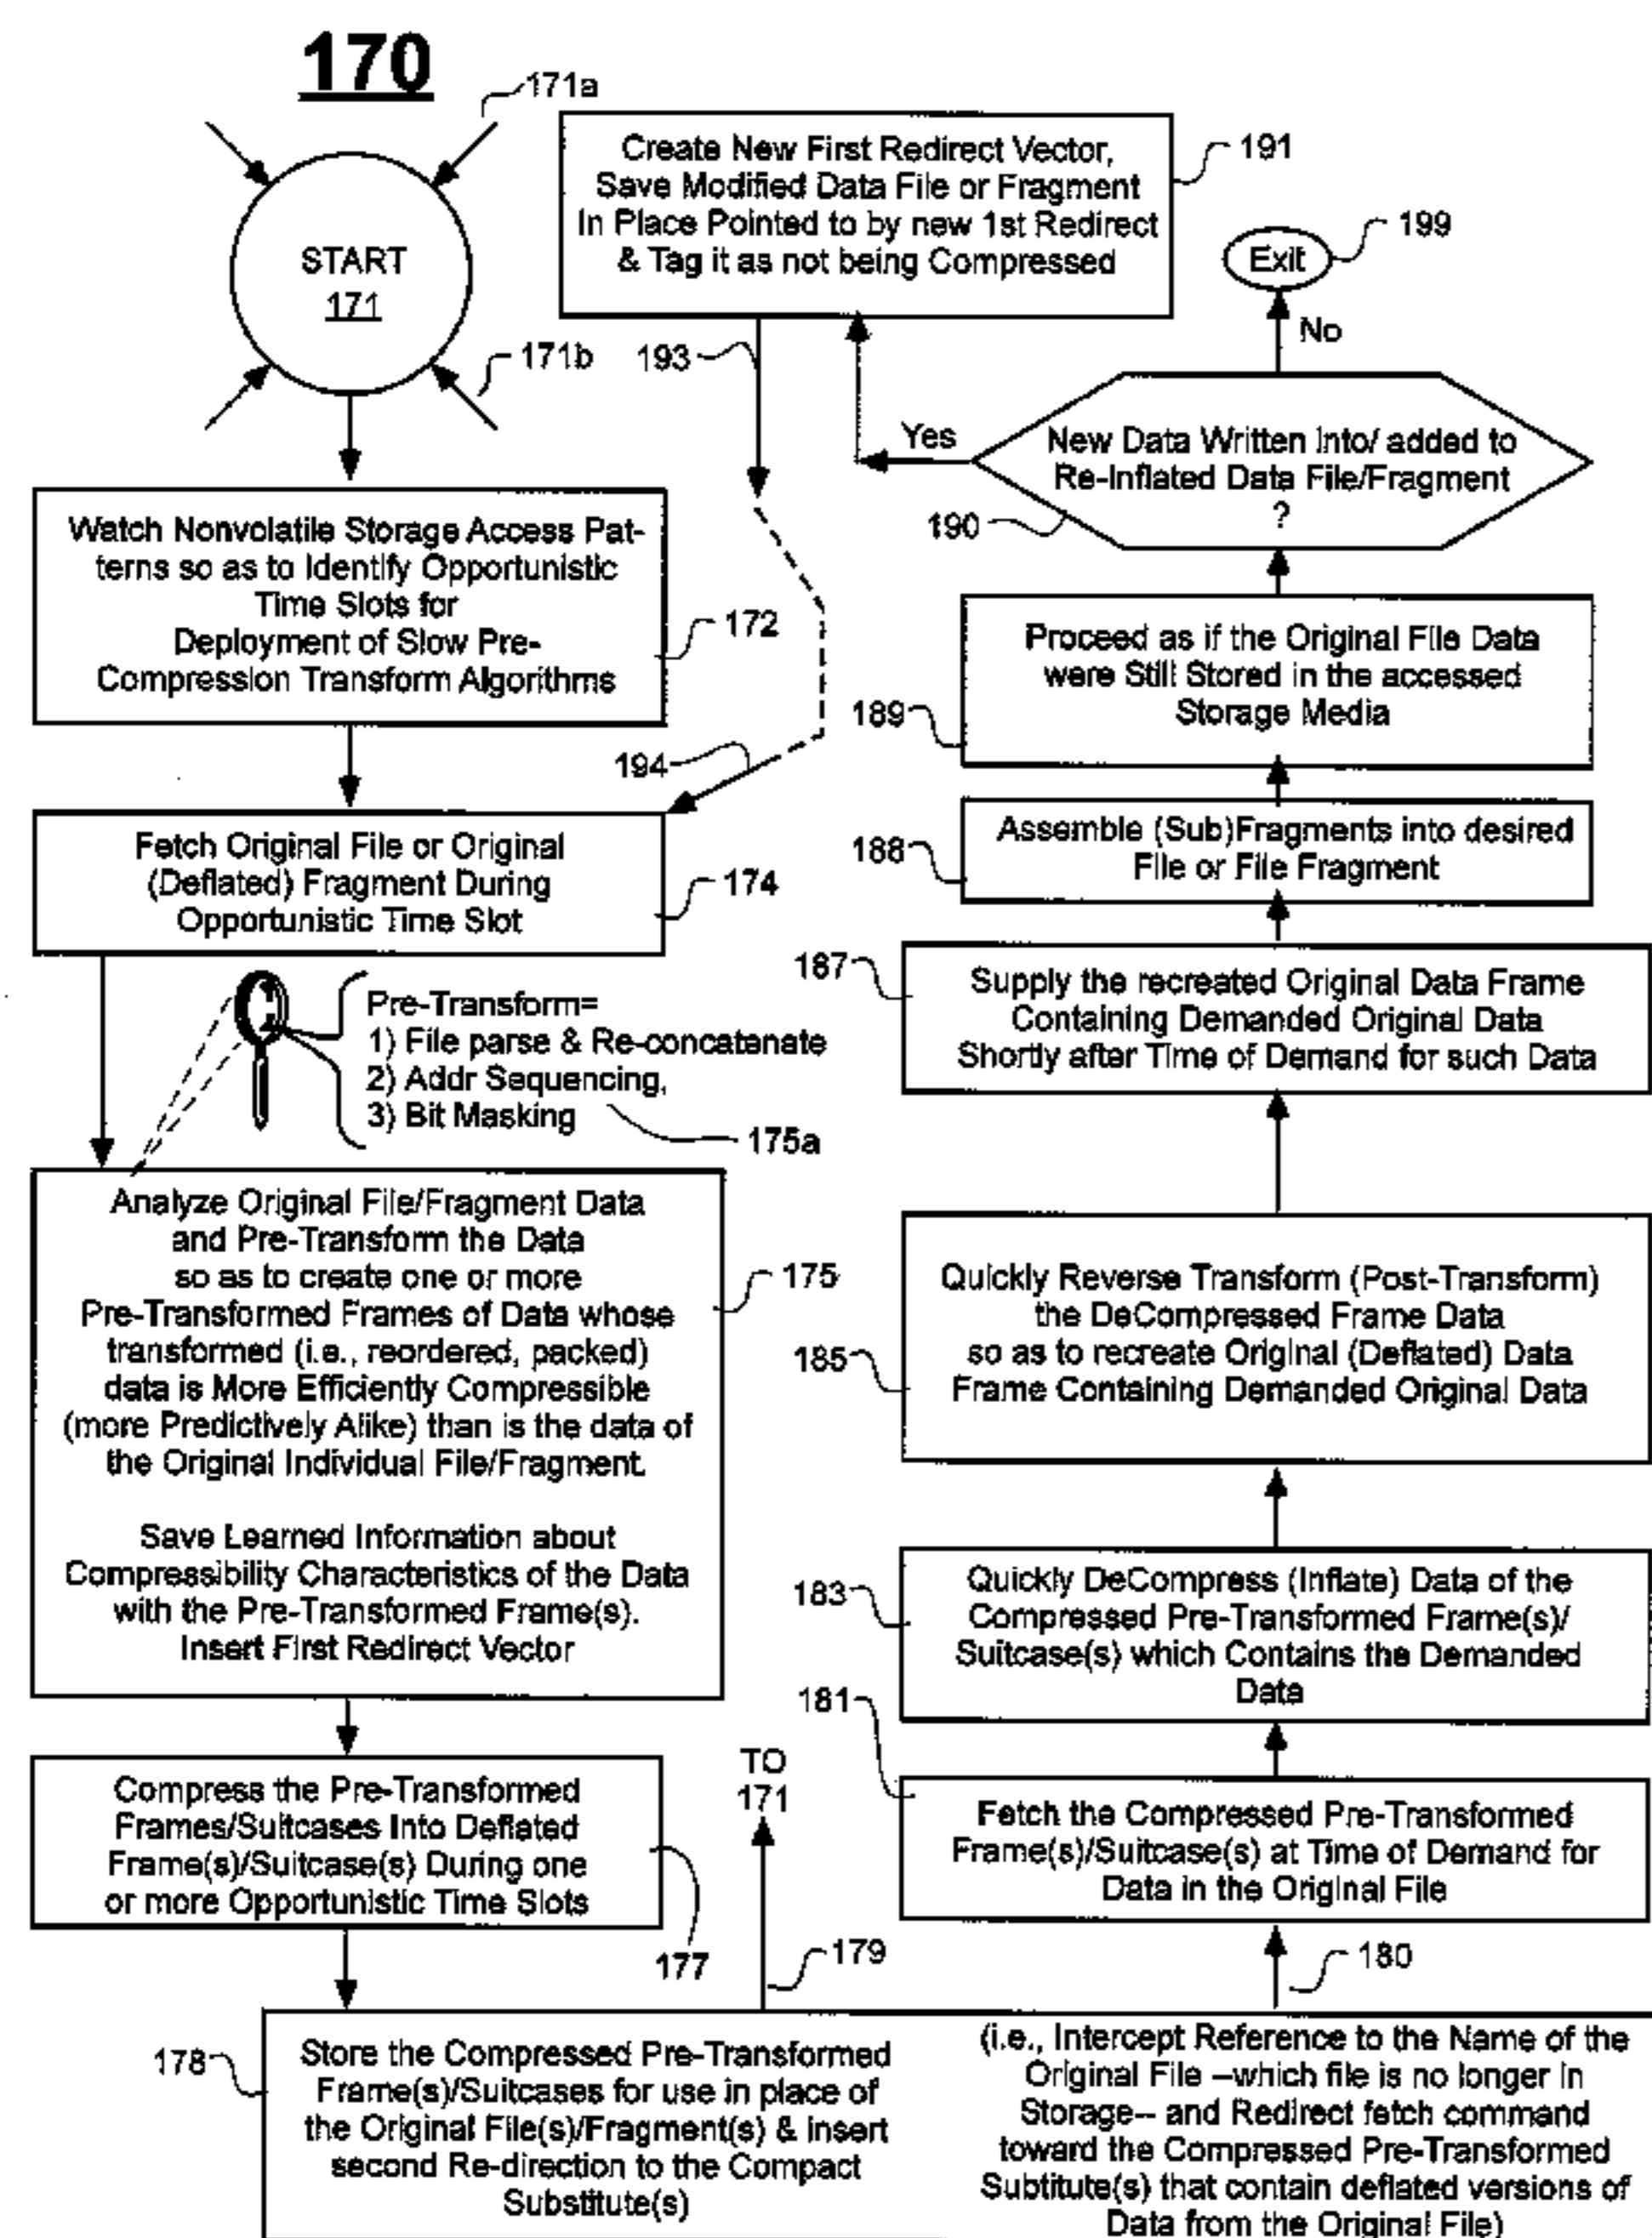 170
171a
START
171
171b
Watch Nonvolatile Storage Access Pat-
terns so as to Identify Opportunistic
Time Slots for
Deployment of Slow Pre-
Compression Transform Algorithms
172
Fetch Original File or Original
(Deflated) Fragment During
Opportunistic Time Slot
174
Pre-Transform=
1) File parse & Re-concatenate
2) Addr Sequencing,
3) Bit Masking
175a
Analyze Original File/Fragment Data
and Pre-Transform the Data
so as to create one or more
Pre-Transformed Frames of Data whose
transformed (i.e., reordered, packed)
data is More Efficiently Compressible
(more Predictively Alike) than is the data of
the Original Individual File/Fragment.
Save Learned Information about
Compressibility Characteristics of the Data
with the Pre-Transformed Frame(s).
Insert First Redirect Vector
175
Compress the Pre-Transformed
Frames/Suitcases Into Deflated
Frame(s)/Suitcase(s) During one
or more Opportunistic Time Slots
177
178
Store the Compressed Pre-Transformed
Frame(s)/Suitcases for use in place of
the Original File(s)/Fragment(s) & insert
second Re-direction to the Compact
Substitute(s)
TO
171
179
(i.e., Intercept Reference to the Name of the
Original File --which file is no longer in
Storage-- and Redirect fetch command
toward the Compressed Pre-Transformed
Subtitute(s) that contain deflated versions of
Data from the Original File)
180
181
Fetch the Compressed Pre-Transformed
Frame(s)/Suitcase(s) at Time of Demand for
Data in the Original File
183
Quickly DeCompress (Inflate) Data of the
Compressed Pre-Transformed Frame(s)/
Suitcase(s) which Contains the Demanded
Data
185
Quickly Reverse Transform (Post-Transform)
the DeCompressed Frame Data
so as to recreate Original (Deflated) Data
Frame Containing Demanded Original Data
187
Supply the recreated Original Data Frame
Containing Demanded Original Data
Shortly after Time of Demand for such Data
188
Assemble (Sub)Fragments into desired
File or File Fragment
189
Proceed as if the Original File Data
were Still Stored in the accessed
Storage Media
190
New Data Written Into/ added to
Re-Inflated Data File/Fragment
?
No
Exit
199
Yes
Create New First Redirect Vector,
Save Modified Data File or Fragment
In Place Pointed to by new 1st Redirect
& Tag it as not being Compressed
191
193
194